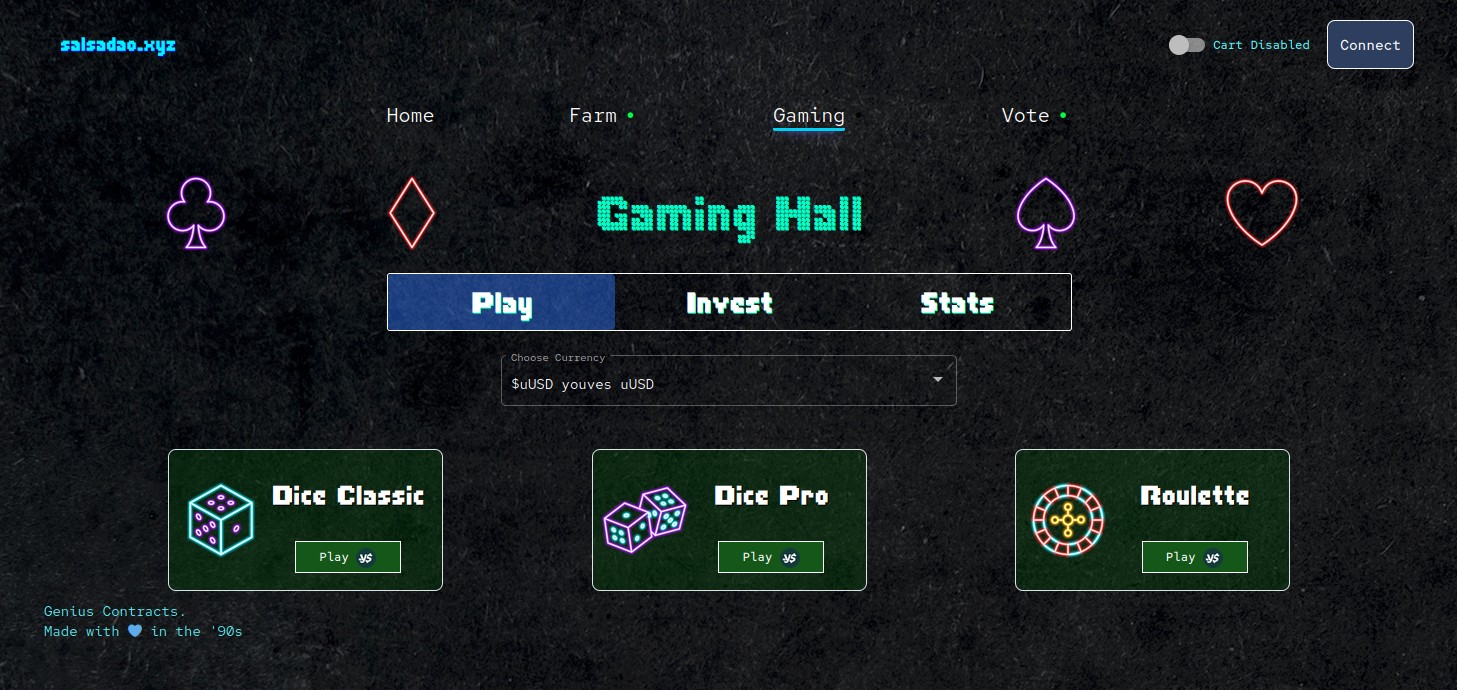 salsadao.xyz
Cart Disabled
Connect
Home
Farm
Gaming
Vote
Gaming Hall
Play
Invest
Stats
Choose Currency
$uUSD youves uUSD
Dice Classic
Play
Dice Pro
Play
Roulette
Play
Genius Contracts.
Made with 💙 in the '90s